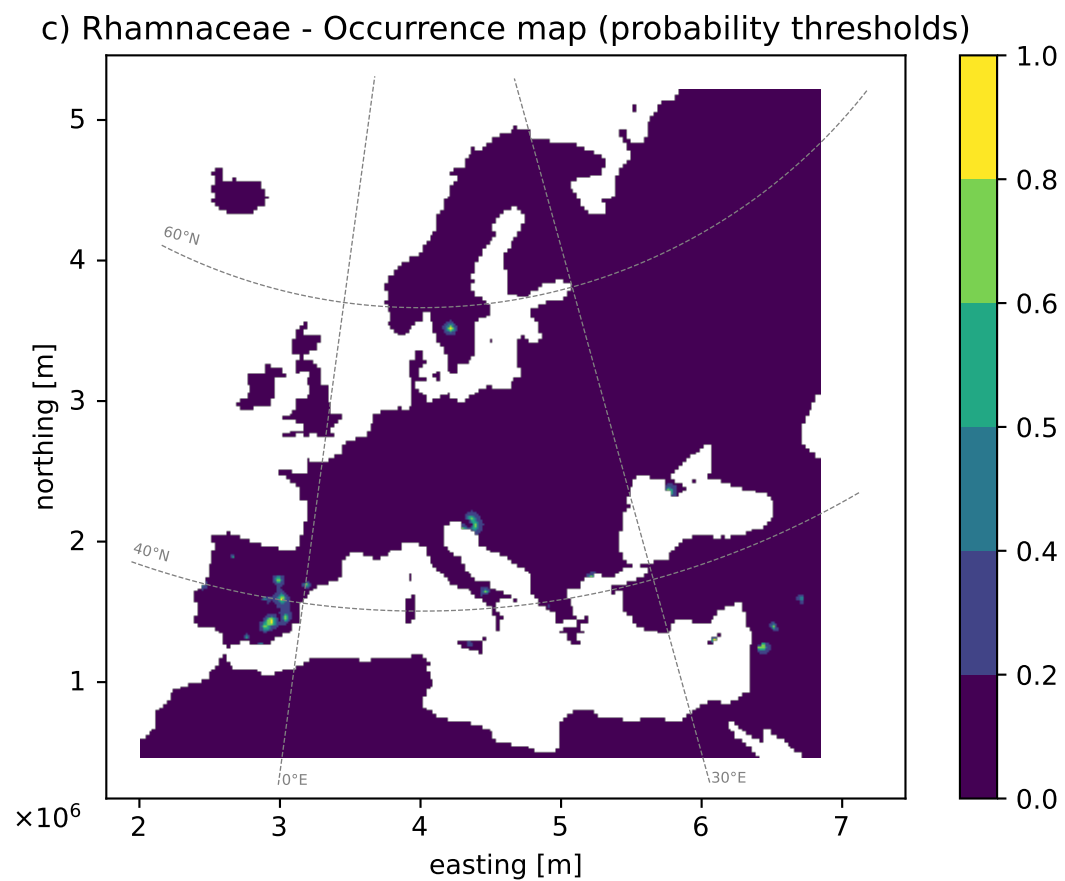 c) Rhamnaceae - Occurrence map (probability thresholds)
1.0
0.8
0.6
0.5
0.4
0.2
0.0
5
4
3
2
1
northing [m]
60°N
40°N
0°E
30°E
×10⁶
2 3 4 5 6 7
easting [m]